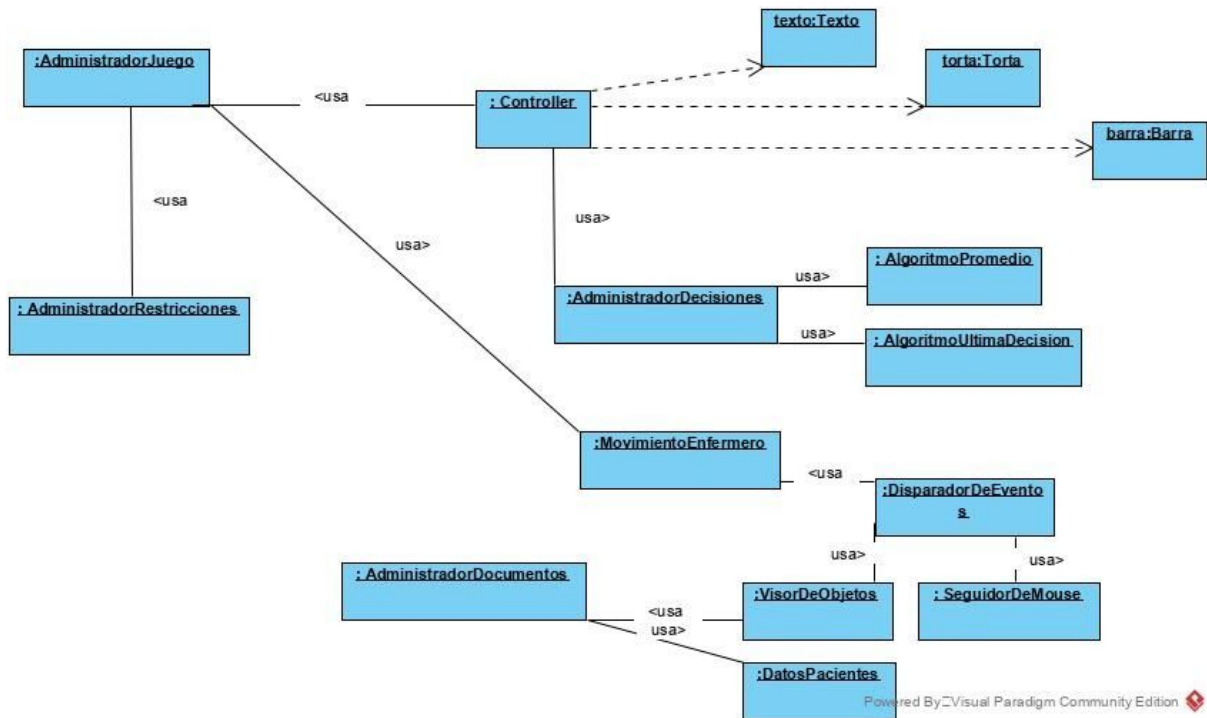 texto:Texto
:AdministradorJuego
torta:Torta
<usa
: Controller
barra:Barra
<usa
usa>
usa>
: AlgoritmoPromedio
usa>
: AdministradorRestricciones
:AdministradorDecisiones
usa>
: AlgoritmoUltimaDecision
:MovimientoEnfermero
<usa
:DisparadorDeEvento
s
usa>
usa>
: AdministradorDocumentos
:VisorDeObjetos
: SeguidorDeMouse
<usa
usa>
:DatosPacientes
Powered By Visual Paradigm Community Edition